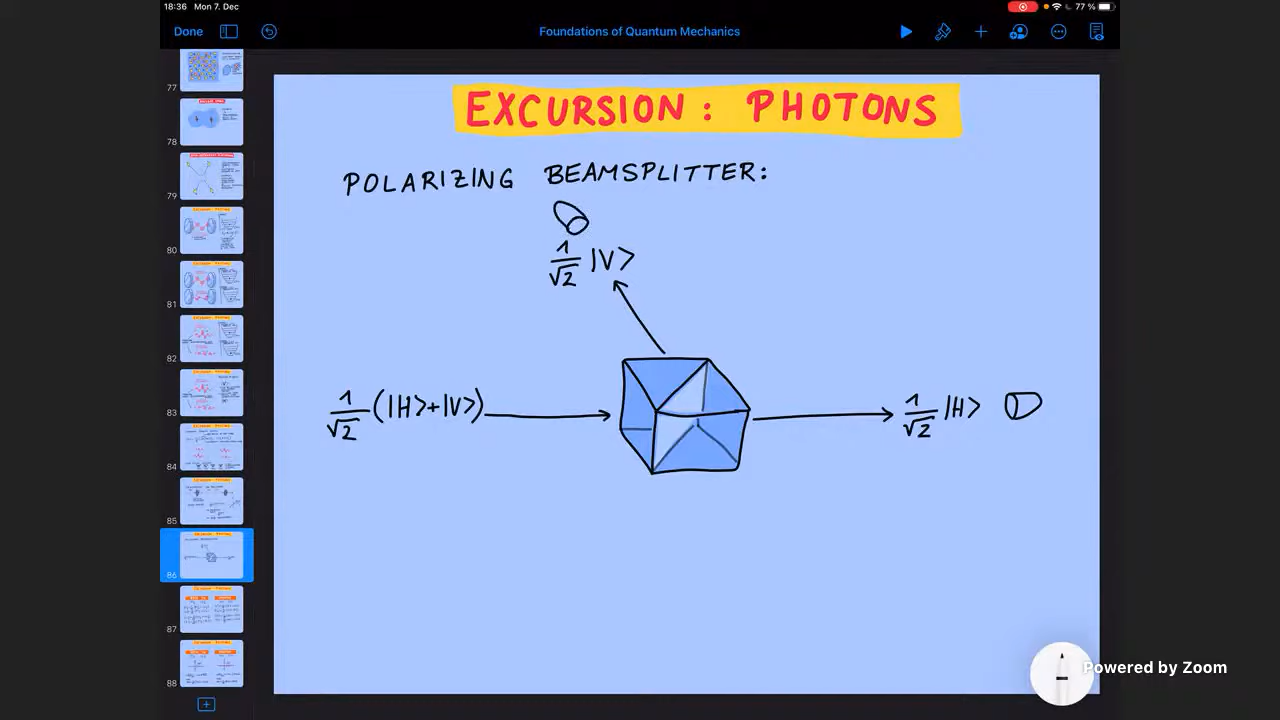 18:36 Mon 7. Dec
77 %
Done
Foundations of Quantum Mechanics
EXCURSION: PHOTONS
POLARIZING BEAMSPLITTER:
1/√2 |V>
1/√2 (|H>+|V>)
1/√2 |H>
77
78
79
80
81
82
83
84
85
86
87
88
Powered by Zoom